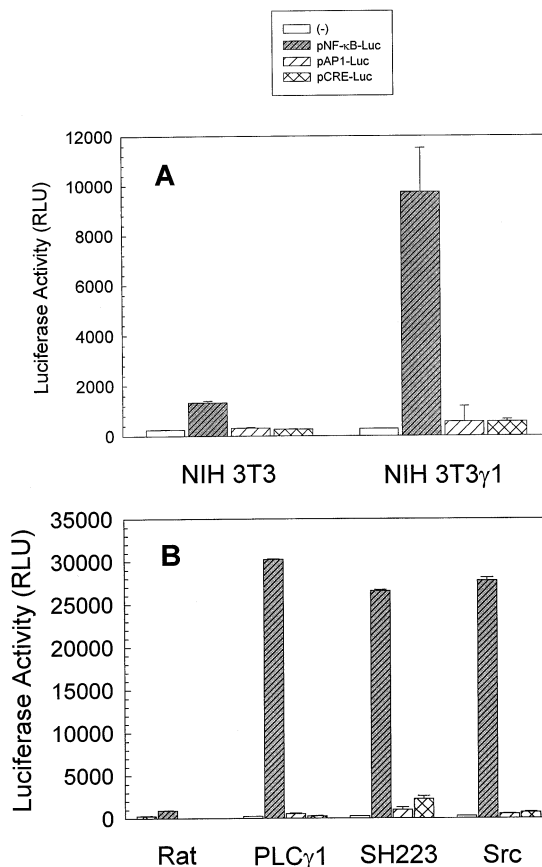 (-)
pNF-κB-Luc
pAP1-Luc
pCRE-Luc
A
Luciferase Activity (RLU)
12000
10000
8000
6000
4000
2000
0
NIH 3T3 NIH 3T3γ1
B
Luciferase Activity (RLU)
35000
30000
25000
20000
15000
10000
5000
0
Rat PLCγ1 SH223 Src